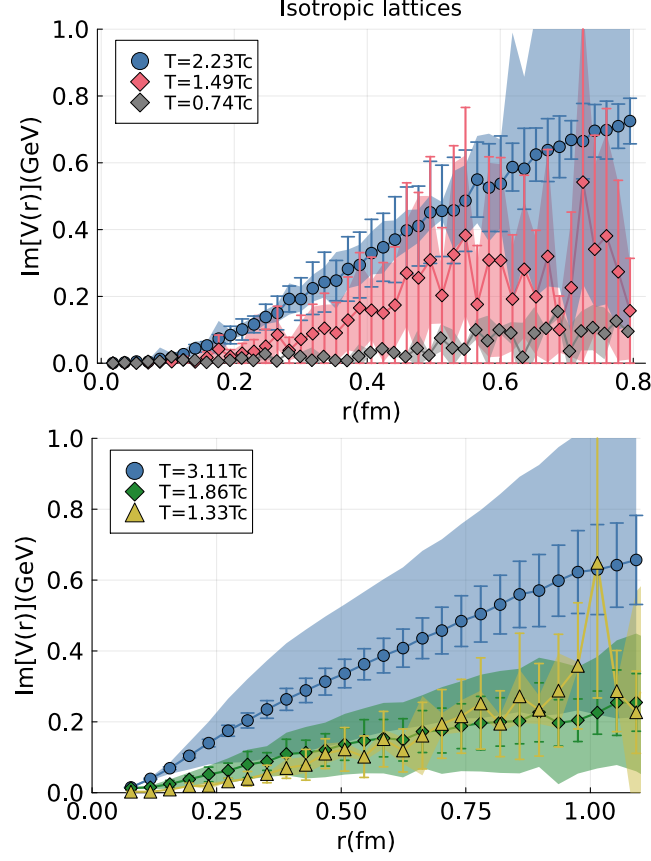 Isotropic lattices
1.0
0.8
0.6
0.4
0.2
0.0
Im[V(r)](GeV)
T=2.23Tc
T=1.49Tc
T=0.74Tc
0.0 0.2 0.4 0.6 0.8
r(fm)
1.0
0.8
0.6
0.4
0.2
0.0
Im[V(r)](GeV)
T=3.11Tc
T=1.86Tc
T=1.33Tc
0.00 0.25 0.50 0.75 1.00
r(fm)